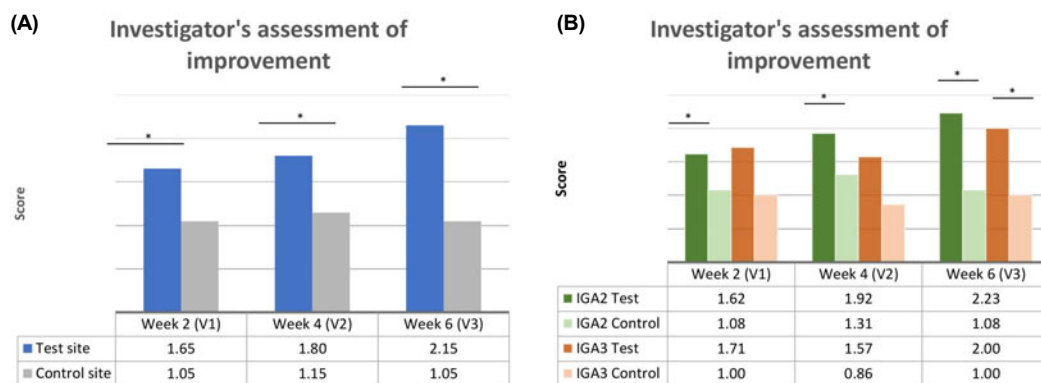 (A)
Investigator's assessment of
improvement
*
*
*
Score
Week 2 (V1) Week 4 (V2) Week 6 (V3)
Test site 1.65 1.80 2.15
Control site 1.05 1.15 1.05
(B)
Investigator's assessment of
improvement
*
*
*
*
Score
Week 2 (V1) Week 4 (V2) Week 6 (V3)
IGA2 Test 1.62 1.92 2.23
IGA2 Control 1.08 1.31 1.08
IGA3 Test 1.71 1.57 2.00
IGA3 Control 1.00 0.86 1.00